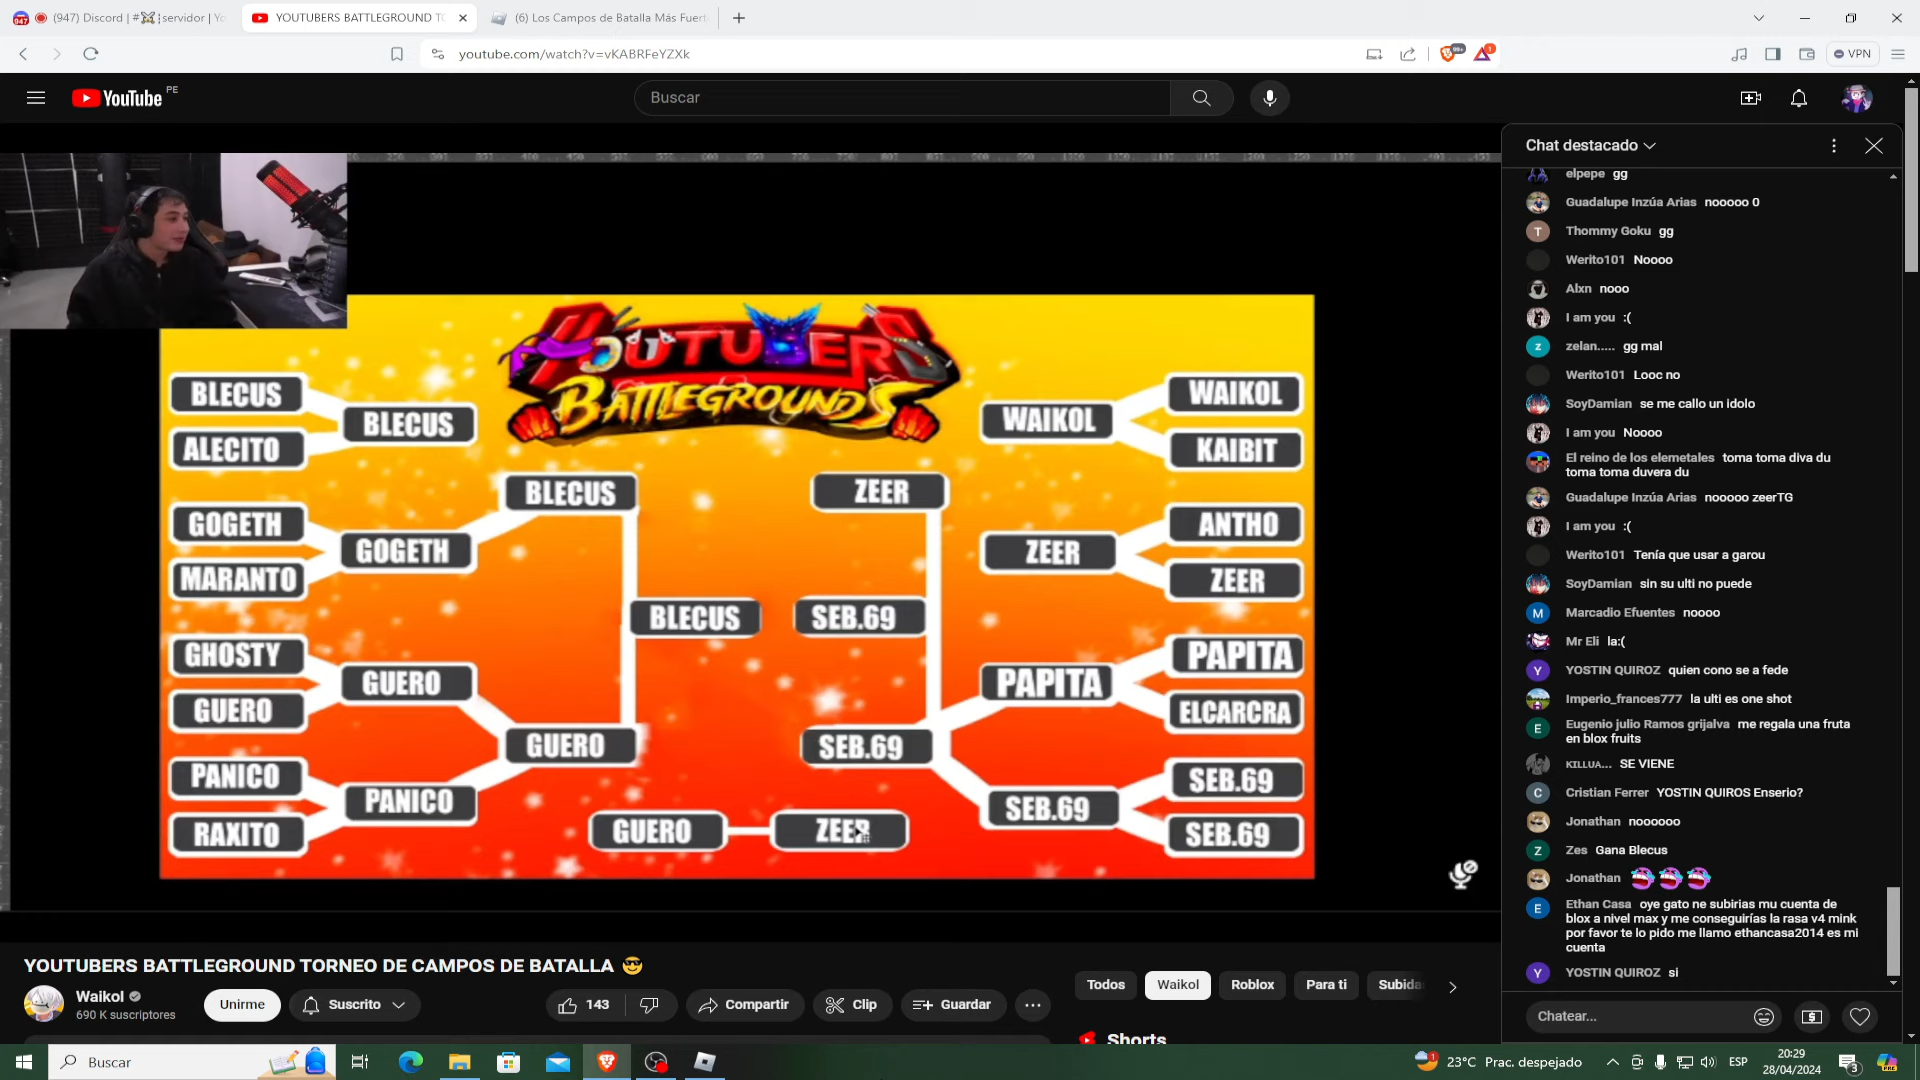 (947) Discord | #
servidor | Yo
YOUTUBERS BATTLEGROUND TO
(6) Los Campos de Batalla Más Fuert
youtube.com/watch?v=vKABRFeYZXk
99+
1
VPN
YouTube PE
Buscar
BLECUS
ALECITO
GOGETH
MARANTO
GHOSTY
GUERO
PANICO
RAXITO
BLECUS
GOGETH
GUERO
PANICO
BLECUS
GUERO
YOUTUBERS
BATTLEGROUNDS
BLECUS
SEB.69
ZEER
SEB.69
GUERO
ZEER
WAIKOL
ZEER
PAPITA
SEB.69
WAIKOL
KAIBIT
ANTHO
ZEER
PAPITA
ELCARCRA
SEB.69
SEB.69
YOUTUBERS BATTLEGROUND TORNEO DE CAMPOS DE BATALLA 😎
Waikol
690 K suscriptores
Unirme
Suscrito
143
Compartir
Clip
Guardar
Todos
Waikol
Roblox
Para ti
Subida
Shorts
Chat destacado
elpepe gg
Guadalupe Inzúa Arias nooooo 0
T
Thommy Goku gg
Werito101 Noooo
Alxn nooo
I am you :(
z
zelan..... gg mal
Werito101 Looc no
SoyDamian se me callo un idolo
I am you Noooo
El reino de los elemetales toma toma diva du
toma toma duvera du
Guadalupe Inzúa Arias nooooo zeerTG
I am you :(
Werito101 Tenía que usar a garou
SoyDamian sin su ulti no puede
M
Marcadio Efuentes noooo
Mr Eli la:(
Y
YOSTIN QUIROZ quien cono se a fede
Imperio_frances777 la ulti es one shot
E
Eugenio julio Ramos grijalva me regala una fruta
en blox fruits
KILLUA... SE VIENE
C
Cristian Ferrer YOSTIN QUIROS Enserio?
Jonathan noooooo
Z
Zes Gana Blecus
Jonathan
E
Ethan Casa oye gato ne subirias mu cuenta de
blox a nivel max y me conseguirías la rasa v4 mink
por favor te lo pido me llamo ethancasa2014 es mi
cuenta
Y
YOSTIN QUIROZ si
Chatear...
Buscar
1
23°C Prac. despejado
ESP
20:29
28/04/2024
3